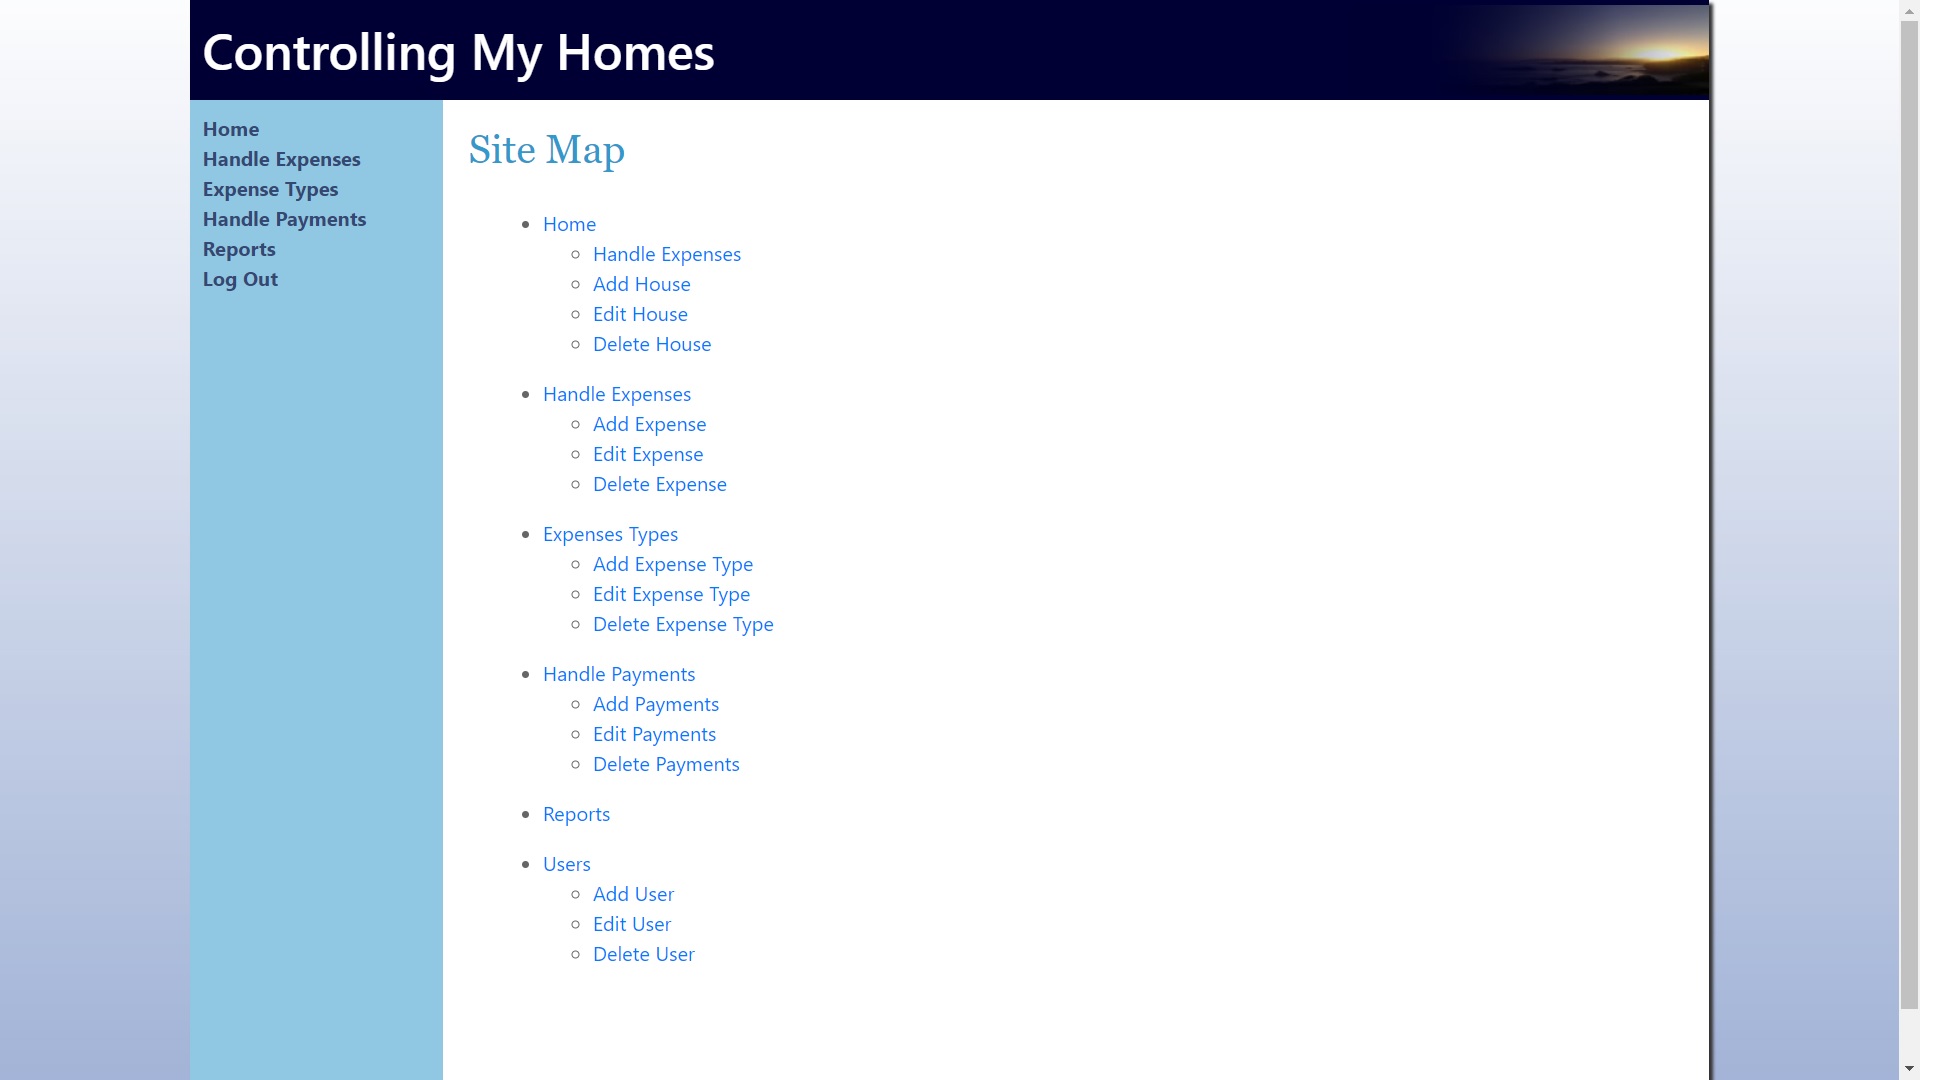 Controlling My Homes
Home
Handle Expenses
Expense Types
Handle Payments
Reports
Log Out
Site Map
Home
Handle Expenses
Add House
Edit House
Delete House
Handle Expenses
Add Expense
Edit Expense
Delete Expense
Expenses Types
Add Expense Type
Edit Expense Type
Delete Expense Type
Handle Payments
Add Payments
Edit Payments
Delete Payments
Reports
Users
Add User
Edit User
Delete User